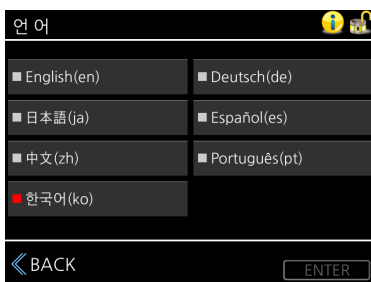 언어
English(en)
Deutsch(de)
日本語(ja)
Español(es)
中文(zh)
Português(pt)
한국어(ko)
BACK
ENTER